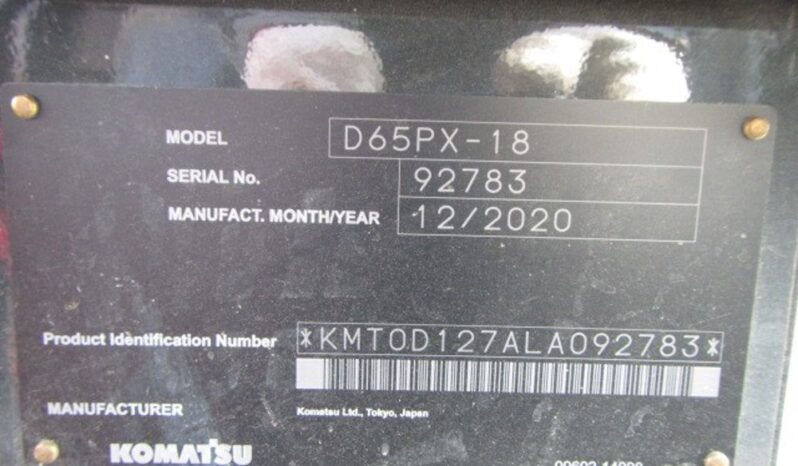 MODEL D65PX-18
SERIAL No. 92783
MANUFACT. MONTH/YEAR 12/2020
Product Identification Number *KMT0D127ALA092783*
MANUFACTURER Komatsu Ltd., Tokyo, Japan
KOMATSU